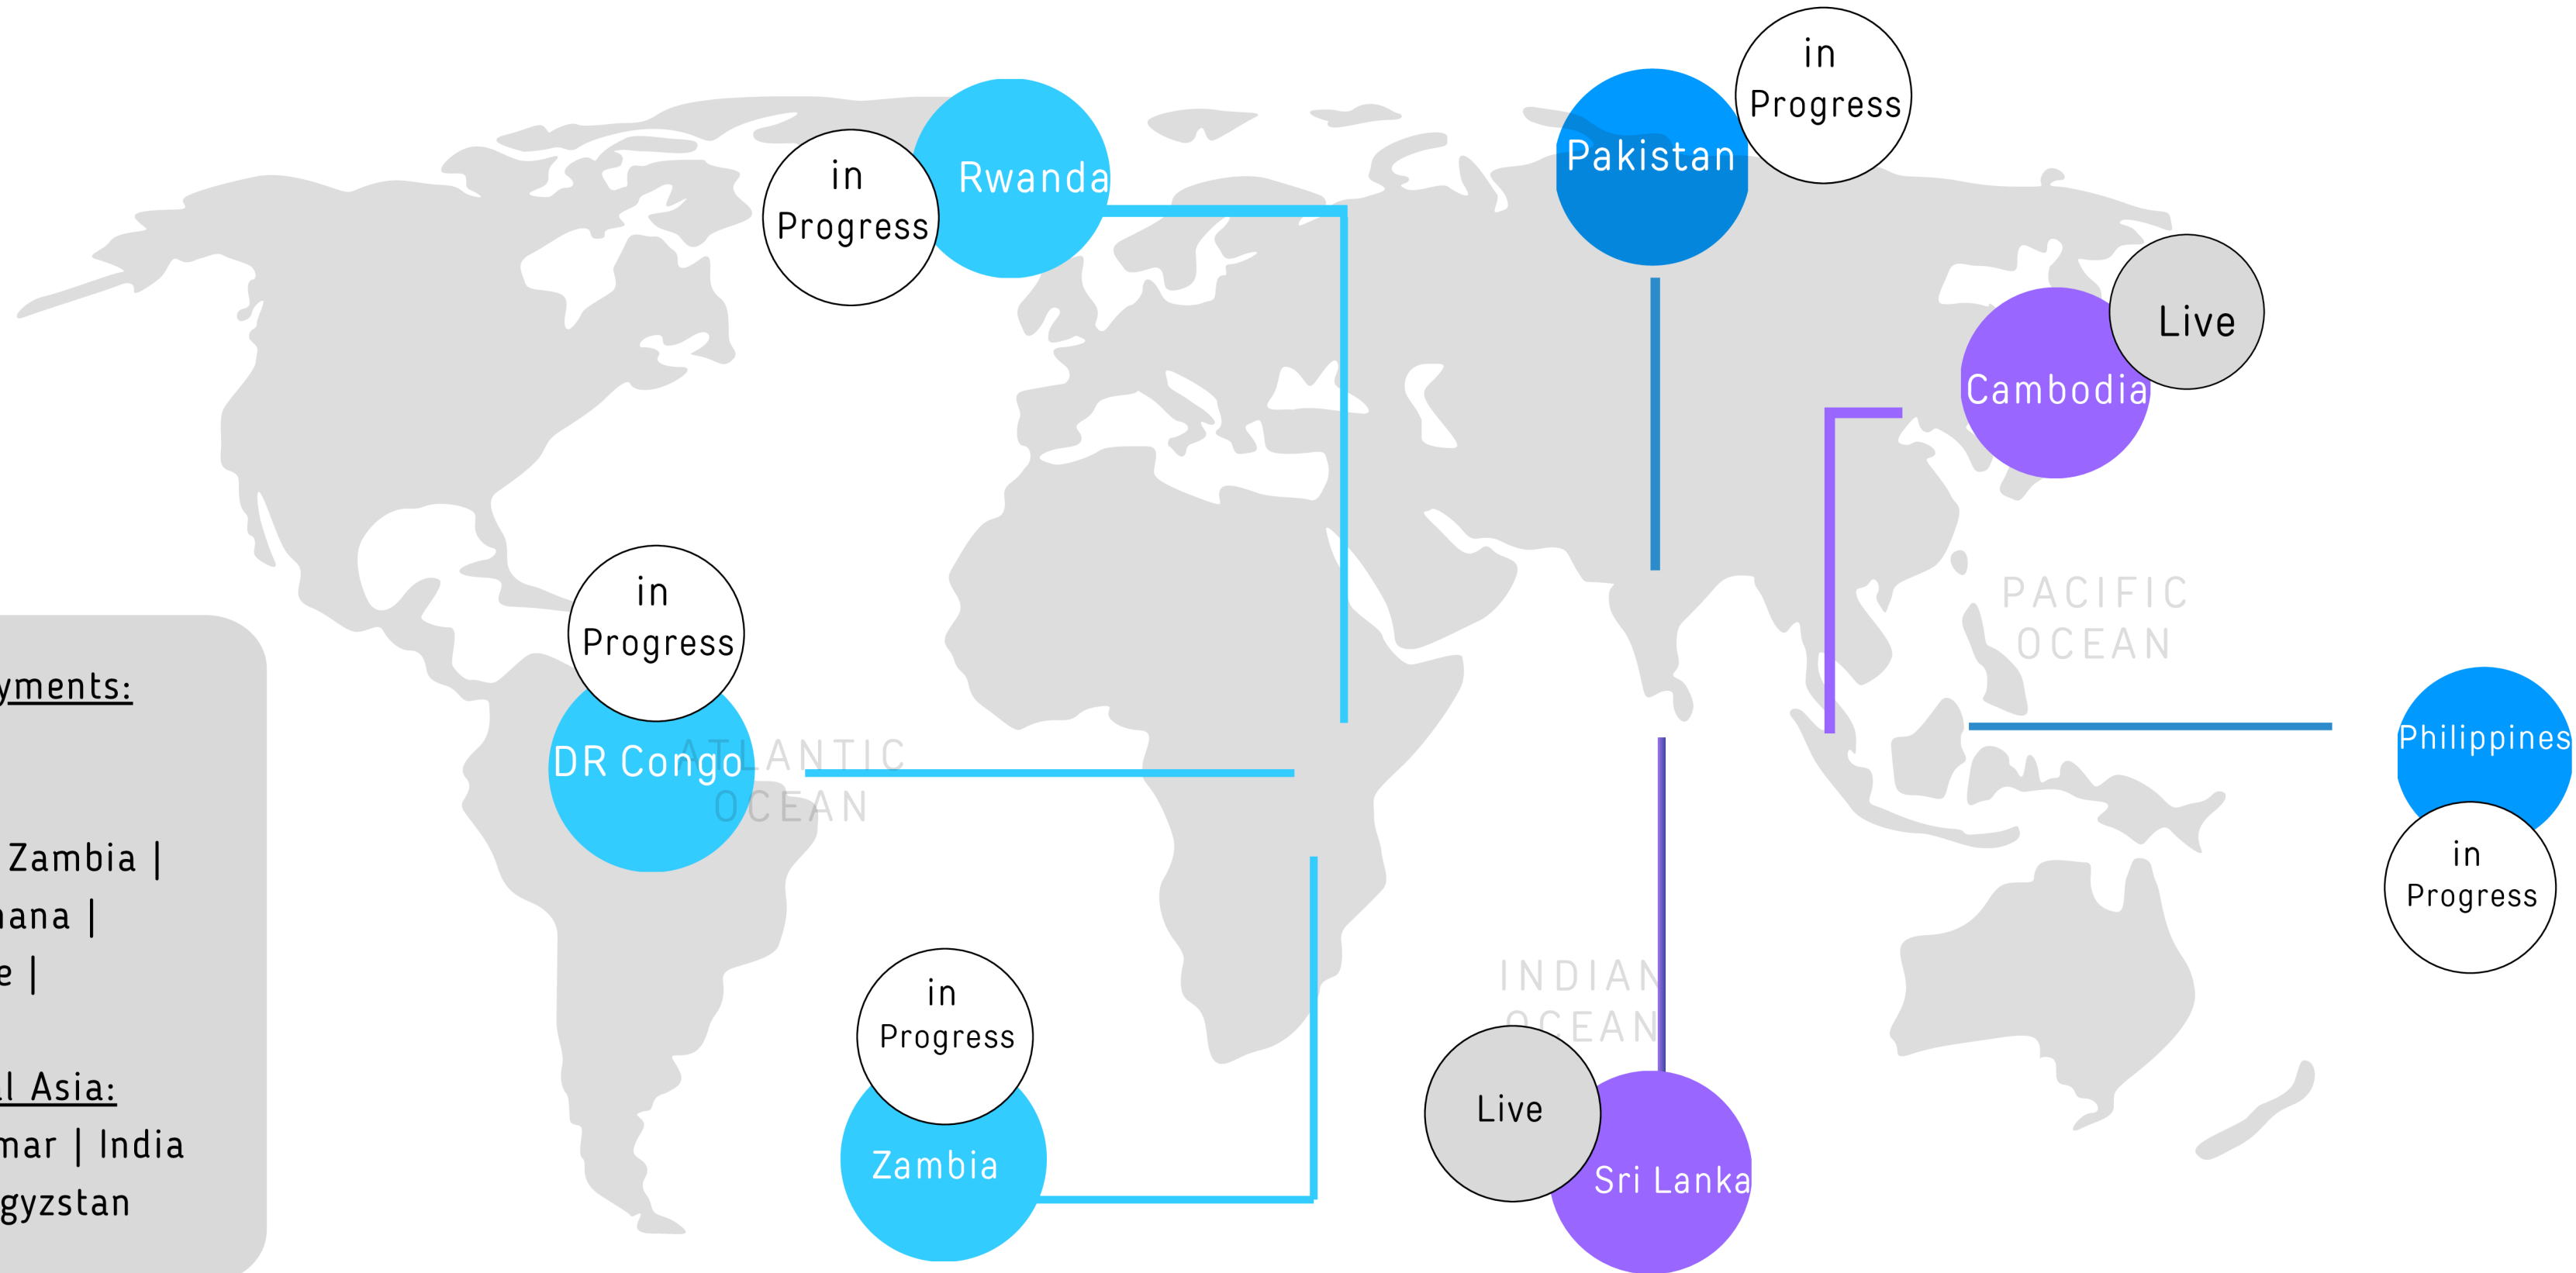 in
Progress
Rwanda
in
Progress
Pakistan
Live
Cambodia
in
Progress
DR Congo
ATLANTIC
OCEAN
PACIFIC
OCEAN
Philippines
in
Progress
in
Progress
Zambia
INDIAN
OCEAN
Live
Sri Lanka
yments:
Zambia |
ana |
e |
l Asia:
mar | India
gyzstan